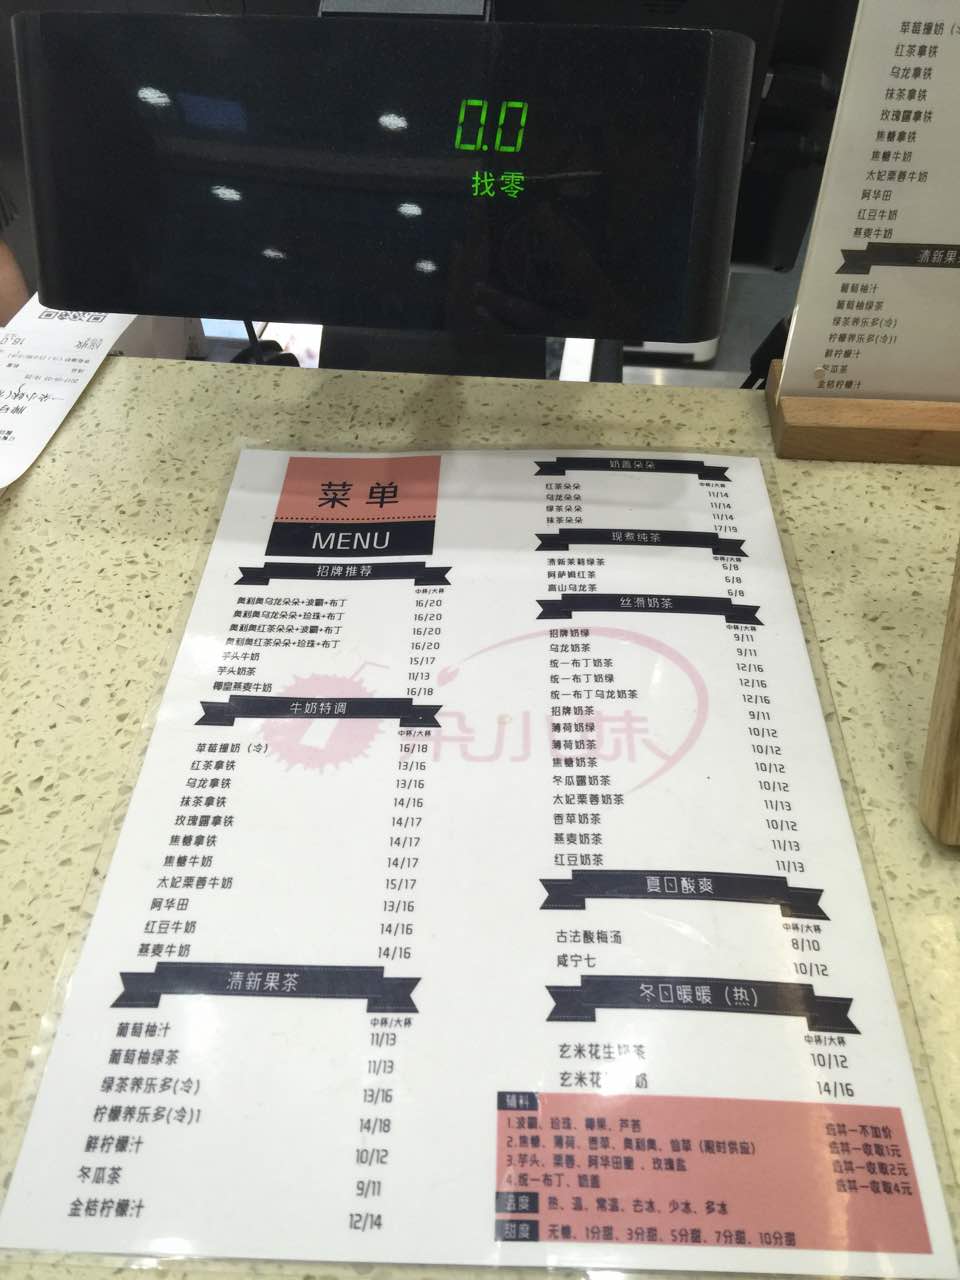 0.0
找零
草莓撞奶
红茶拿铁
乌龙拿铁
抹茶拿铁
玫瑰露拿铁
焦糖拿铁
焦糖牛奶
太妃栗蓉牛奶
阿华田
红豆牛奶
燕麦牛奶
清新果
葡萄柚汁
葡萄柚绿茶
绿茶养乐多(冷)
柠檬养乐多(冷)1
鲜柠檬汁
冬瓜茶
金桔柠檬汁
菜单
MENU
招牌推荐
中杯/大杯
奥利奥乌龙朵朵+波霸+布丁 16/20
奥利奥乌龙朵朵+珍珠+布丁 16/20
奥利奥红茶朵朵+波霸+布丁 16/20
奥利奥红茶朵朵+珍珠+布丁 16/20
芋头牛奶 15/17
芋头奶茶 11/13
椰皇燕麦牛奶 16/18
牛奶特调
中杯/大杯
草莓撞奶（冷） 16/18
红茶拿铁 13/16
乌龙拿铁 13/16
抹茶拿铁 14/16
玫瑰露拿铁 14/17
焦糖拿铁 14/17
焦糖牛奶 14/17
太妃栗蓉牛奶 15/17
阿华田 13/16
红豆牛奶 14/16
燕麦牛奶 14/16
清新果茶
中杯/大杯
葡萄柚汁 11/13
葡萄柚绿茶 11/13
绿茶养乐多(冷) 13/16
柠檬养乐多(冷)1 14/18
鲜柠檬汁 10/12
冬瓜茶 9/11
金桔柠檬汁 12/14
奶盖朵朵
中杯/大杯
红茶朵朵 11/14
乌龙朵朵 11/14
绿茶朵朵 11/14
抹茶朵朵 17/19
现煮纯茶
中杯/大杯
清新茉莉绿茶 6/8
阿萨姆红茶 6/8
高山乌龙茶 6/8
丝滑奶茶
中杯/大杯
招牌奶绿 9/11
乌龙奶茶 9/11
统一布丁奶茶 12/16
统一布丁奶绿 12/16
统一布丁乌龙奶茶 12/16
招牌奶茶 9/11
薄荷奶绿 10/12
薄荷奶茶 10/12
焦糖奶茶 10/12
冬瓜露奶茶 10/12
太妃栗蓉奶茶 11/13
香草奶茶 10/12
燕麦奶茶 11/13
红豆奶茶 11/13
夏日酸爽
中杯/大杯
古法酸梅汤 8/10
咸宁七 10/12
冬日暖暖（热）
中杯/大杯
玄米花生奶茶 10/12
玄米花 奶 14/16
辅料
1.波霸、珍珠、椰果、芦荟 选其一不加价
2.焦糖、薄荷、香草、奥利奥、仙草（限时供应） 选其一收取1元
3.芋头、栗蓉、阿华田、玫瑰盐 选其一收取2元
4.统一布丁、奶盖 选其一收取4元
温度 热、温、常温、去冰、少冰、多冰
甜度 无糖、1分甜、3分甜、5分甜、7分甜、10分甜
朵小妹